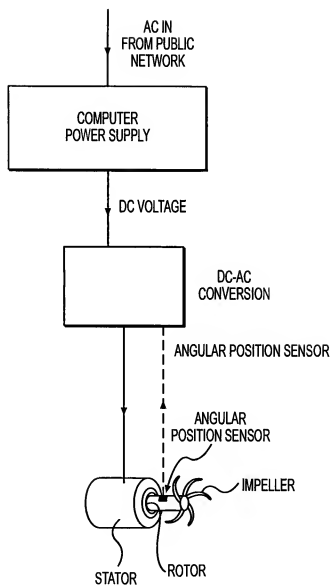 AC IN
FROM PUBLIC
NETWORK
COMPUTER
POWER SUPPLY
DC VOLTAGE
DC-AC
CONVERSION
ANGULAR POSITION SENSOR
ANGULAR
POSITION SENSOR
IMPELLER
ROTOR
STATOR